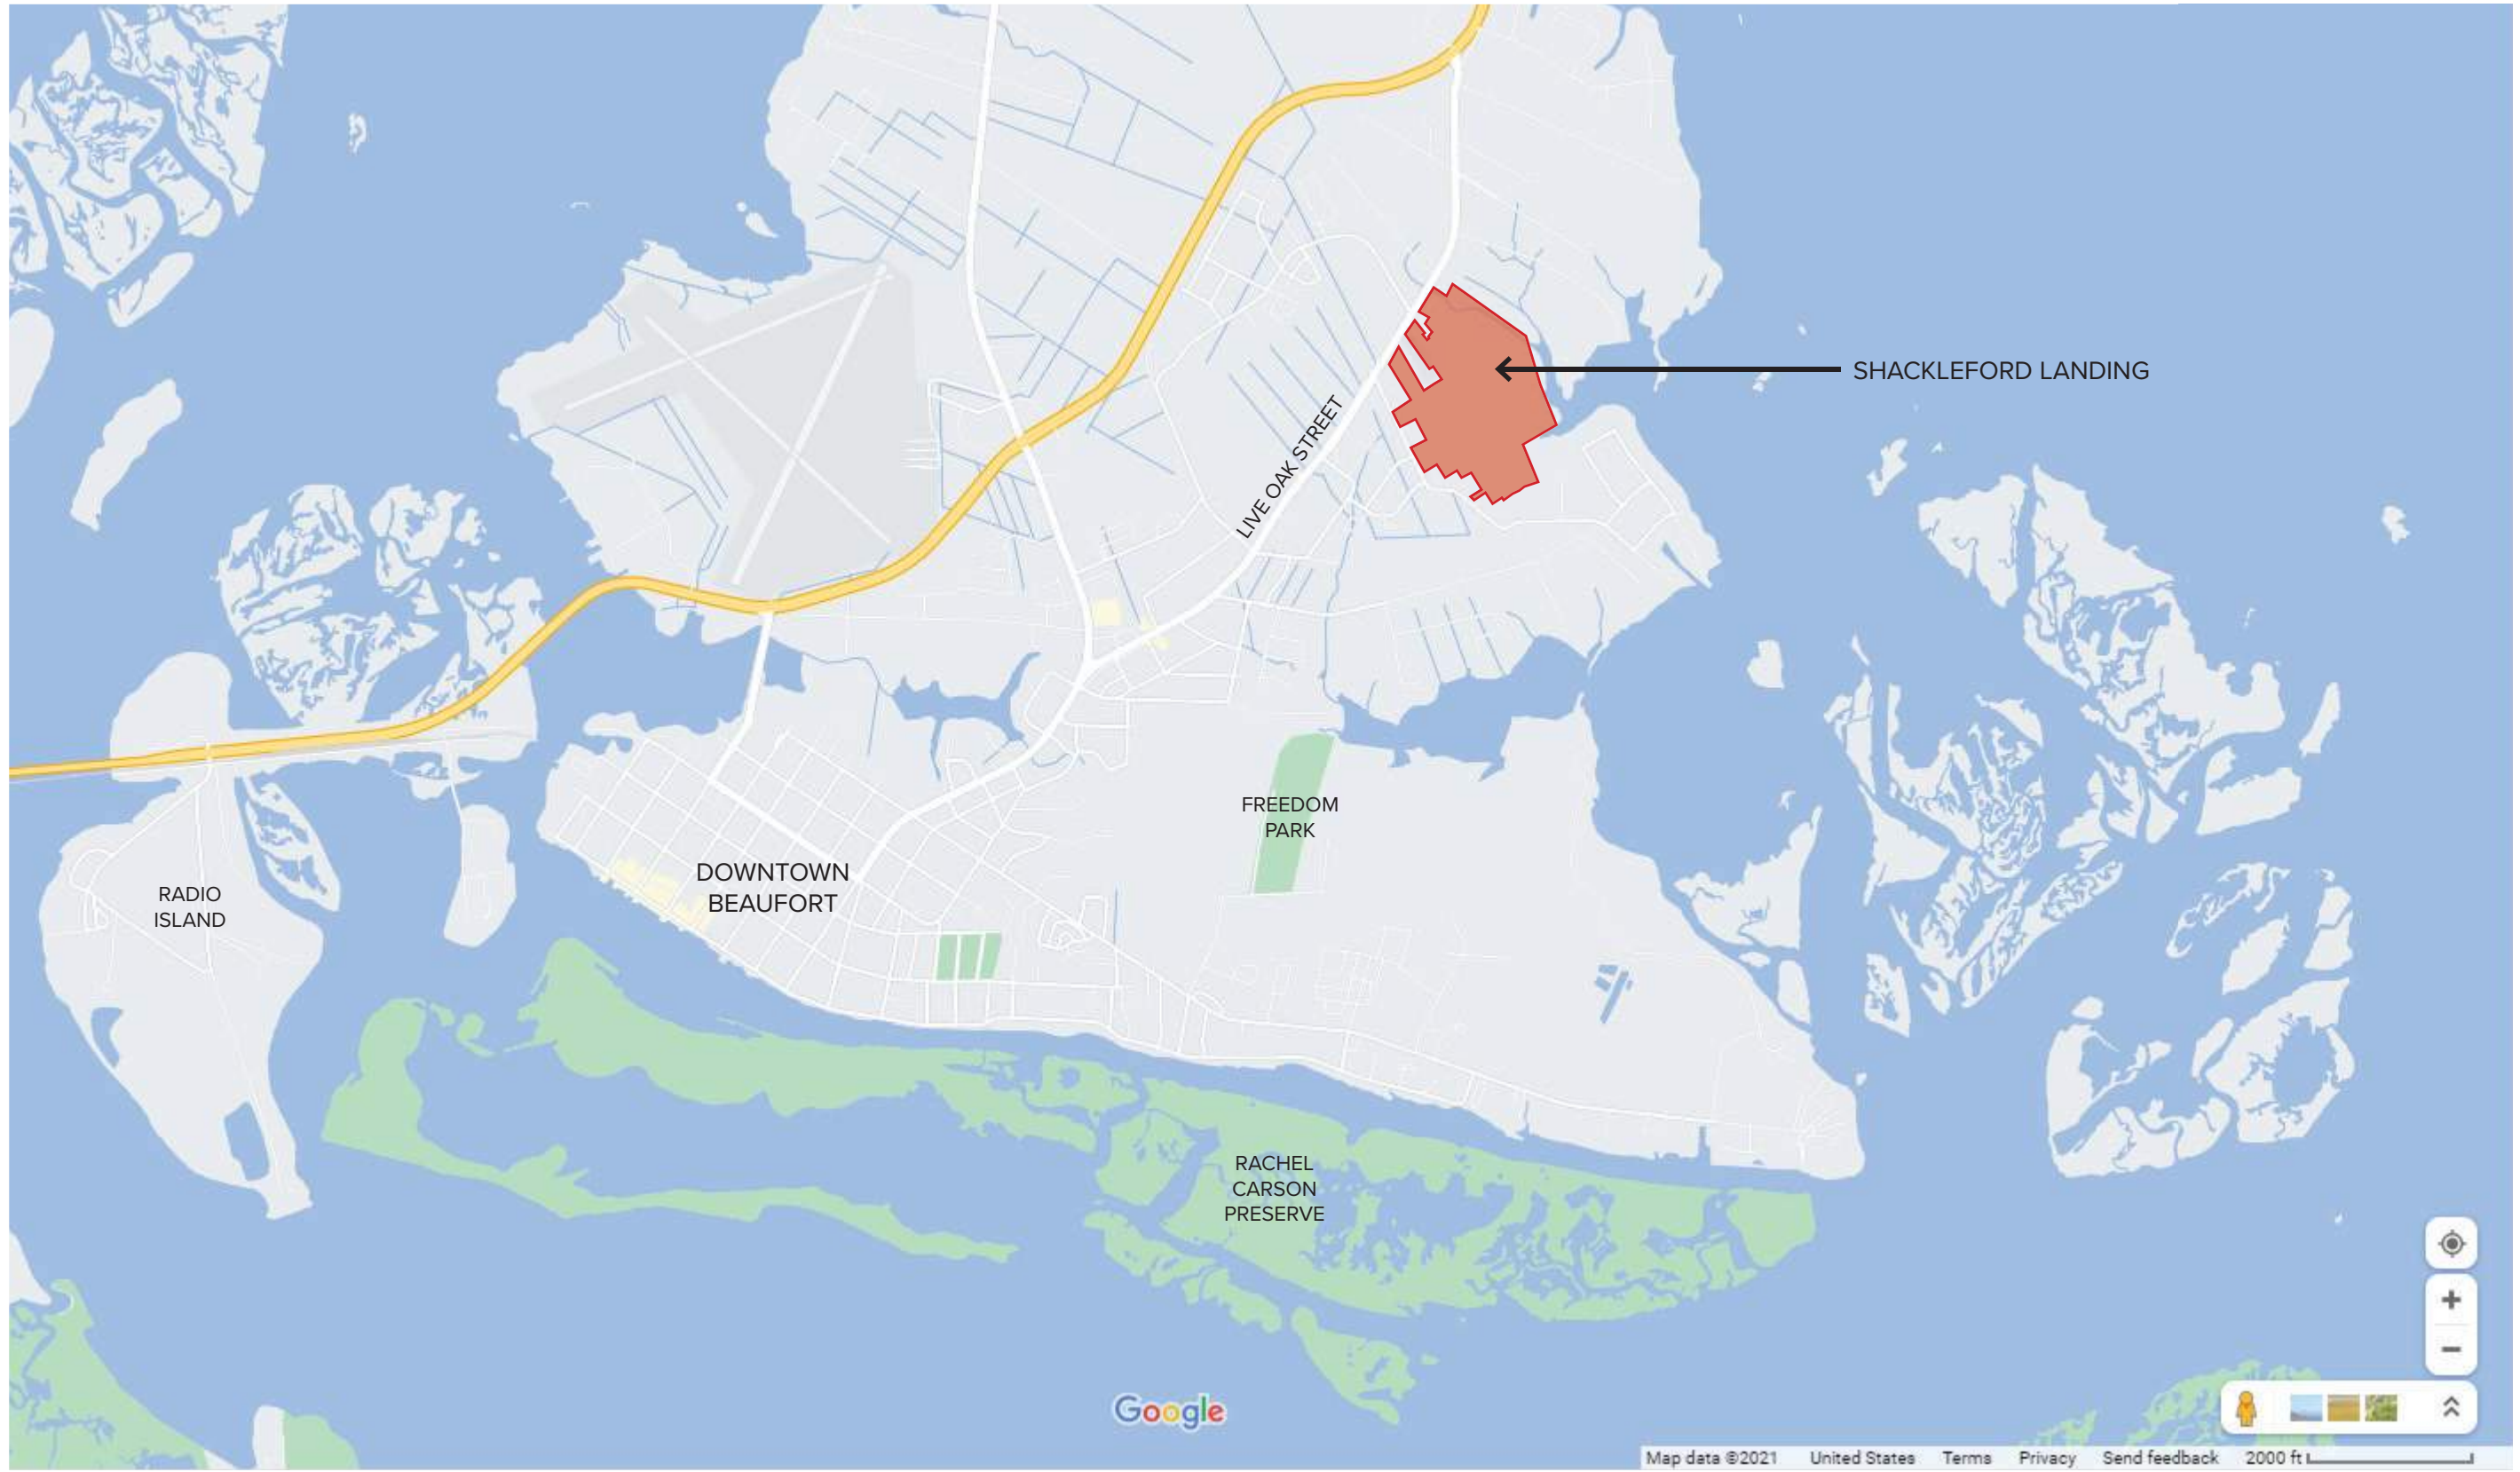 SHACKLEFORD LANDING
LIVE OAK STREET
FREEDOM
PARK
DOWNTOWN
BEAUFORT
RADIO
ISLAND
RACHEL
CARSON
PRESERVE
Google
Map data ©2021 United States Terms Privacy Send feedback 2000 ft